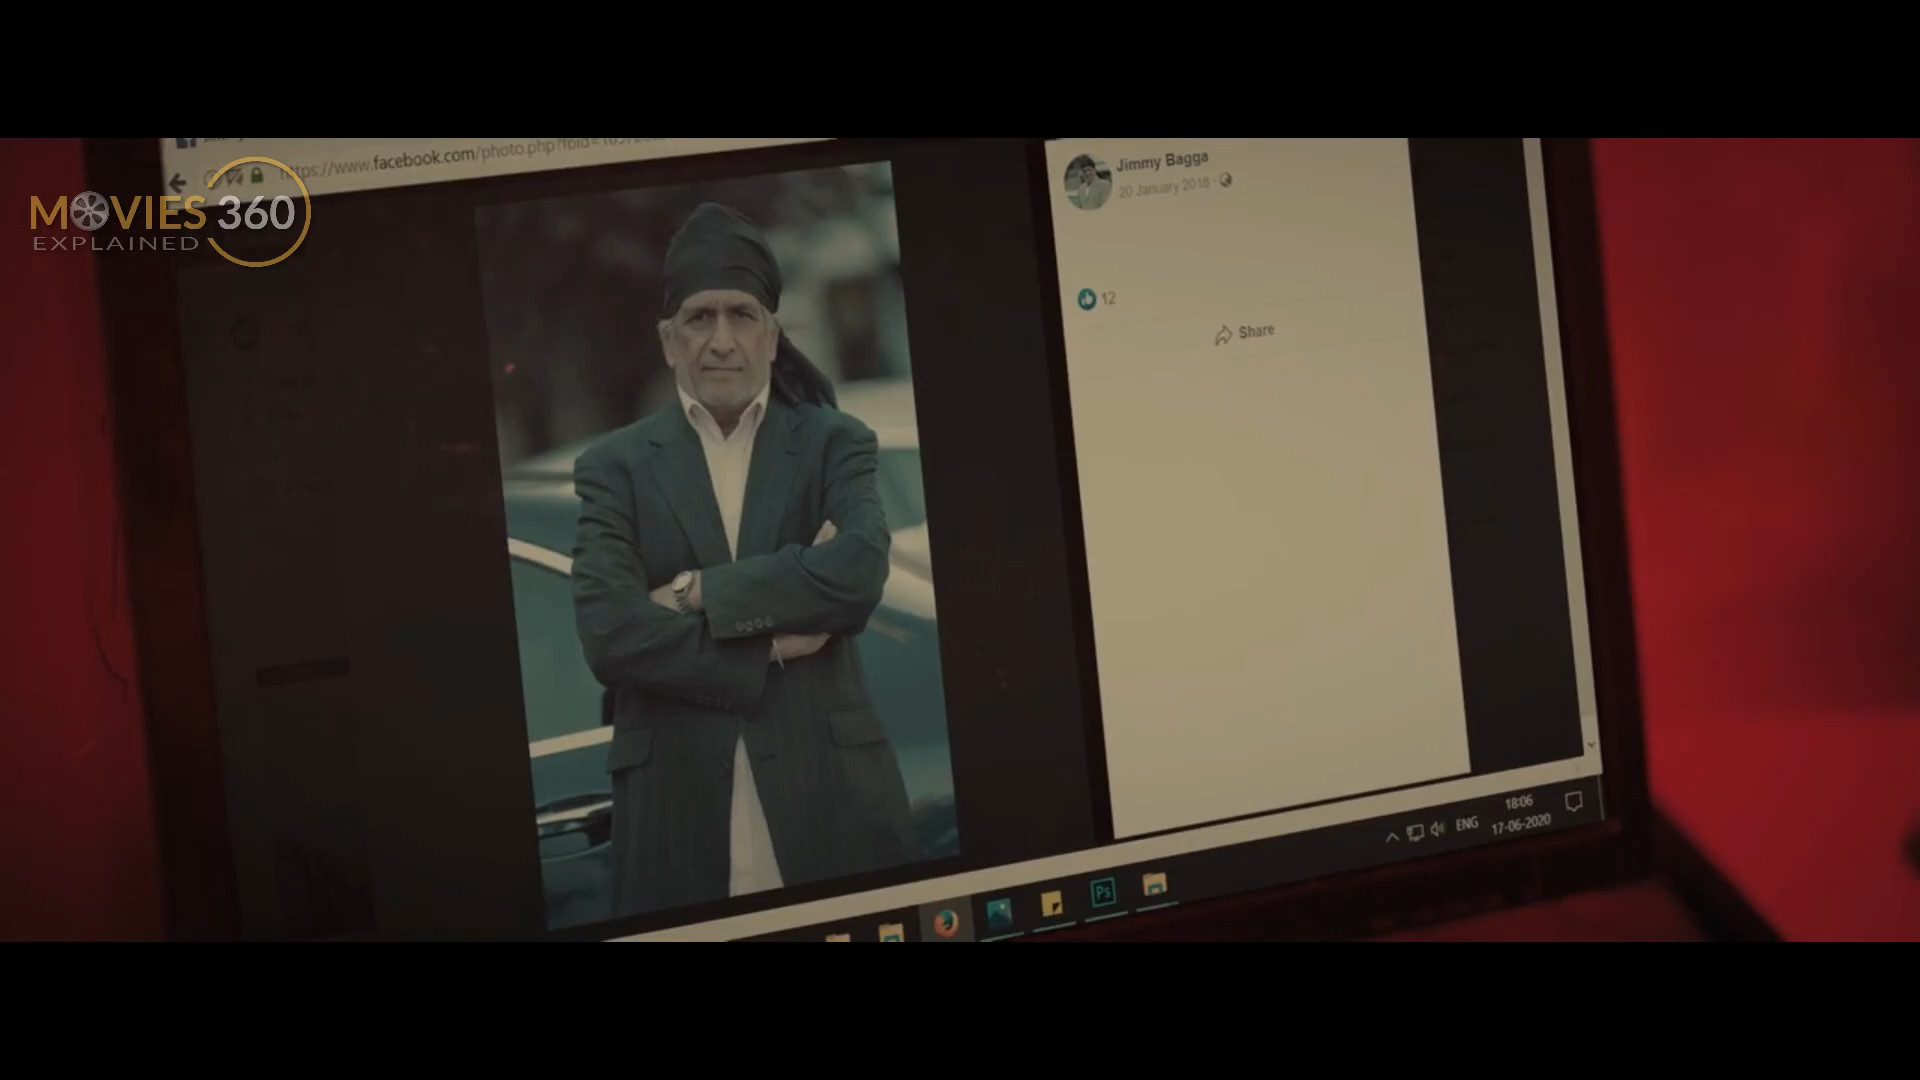 https://www.facebook.com/photo.php?fbid=
MOVIES 360
EXPLAINED
Jimmy Bagga
20 January 2018
12
Share
18:06
ENG
17-06-2020
Ps